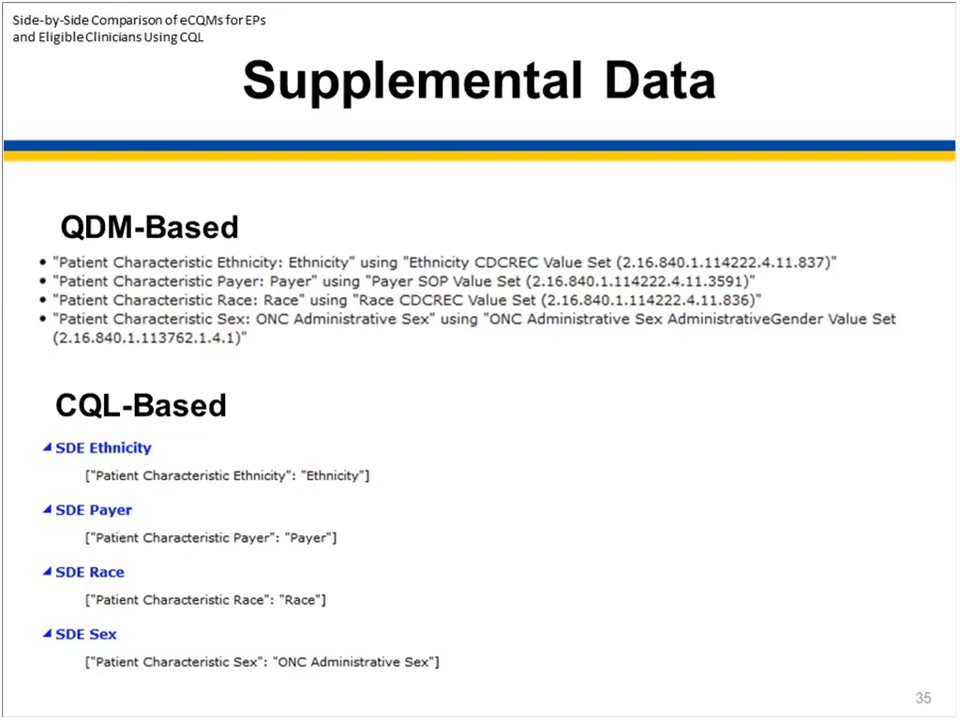 Side-by-Side Comparison of eCQMs for EPs
and Eligible Clinicians Using CQL
Supplemental Data
QDM-Based
• "Patient Characteristic Ethnicity: Ethnicity" using "Ethnicity CDCREC Value Set (2.16.840.1.114222.4.11.837)"
• "Patient Characteristic Payer: Payer" using "Payer SOP Value Set (2.16.840.1.114222.4.11.3591)"
• "Patient Characteristic Race: Race" using "Race CDCREC Value Set (2.16.840.1.114222.4.11.836)"
• "Patient Characteristic Sex: ONC Administrative Sex" using "ONC Administrative Sex AdministrativeGender Value Set
(2.16.840.1.113762.1.4.1)"
CQL-Based
SDE Ethnicity
["Patient Characteristic Ethnicity": "Ethnicity"]
SDE Payer
["Patient Characteristic Payer": "Payer"]
SDE Race
["Patient Characteristic Race": "Race"]
SDE Sex
["Patient Characteristic Sex": "ONC Administrative Sex"]
35